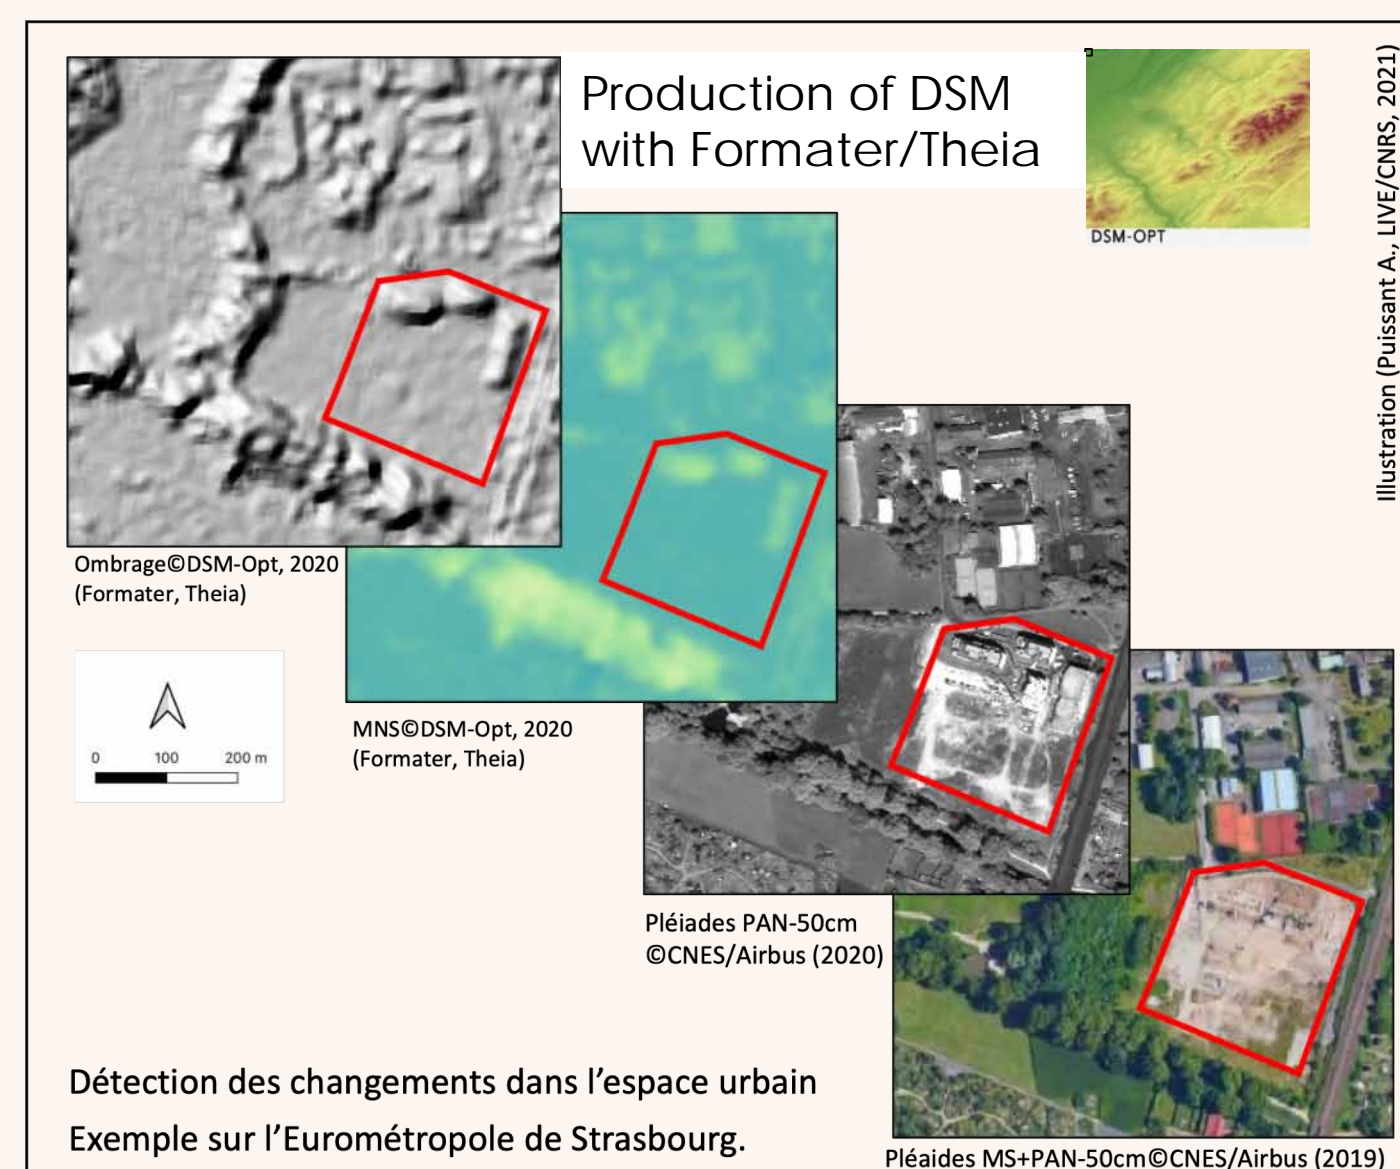 Production of DSM
with Formater/Theia
DSM-OPT
Illustration (Puissant A., LIVE/CNRS, 2021)
Ombrage©DSM-Opt, 2020
(Formater, Theia)
0 100 200 m
MNS©DSM-Opt, 2020
(Formater, Theia)
Pléiades PAN-50cm
©CNES/Airbus (2020)
Détection des changements dans l’espace urbain
Exemple sur l’Eurométropole de Strasbourg.
Pléaides MS+PAN-50cm©CNES/Airbus (2019)